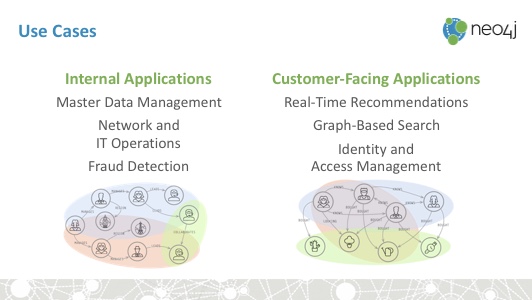 Use Cases
neo4j
Internal Applications
Master Data Management
Network and
IT Operations
Fraud Detection
Customer-Facing Applications
Real-Time Recommendations
Graph-Based Search
Identity and
Access Management